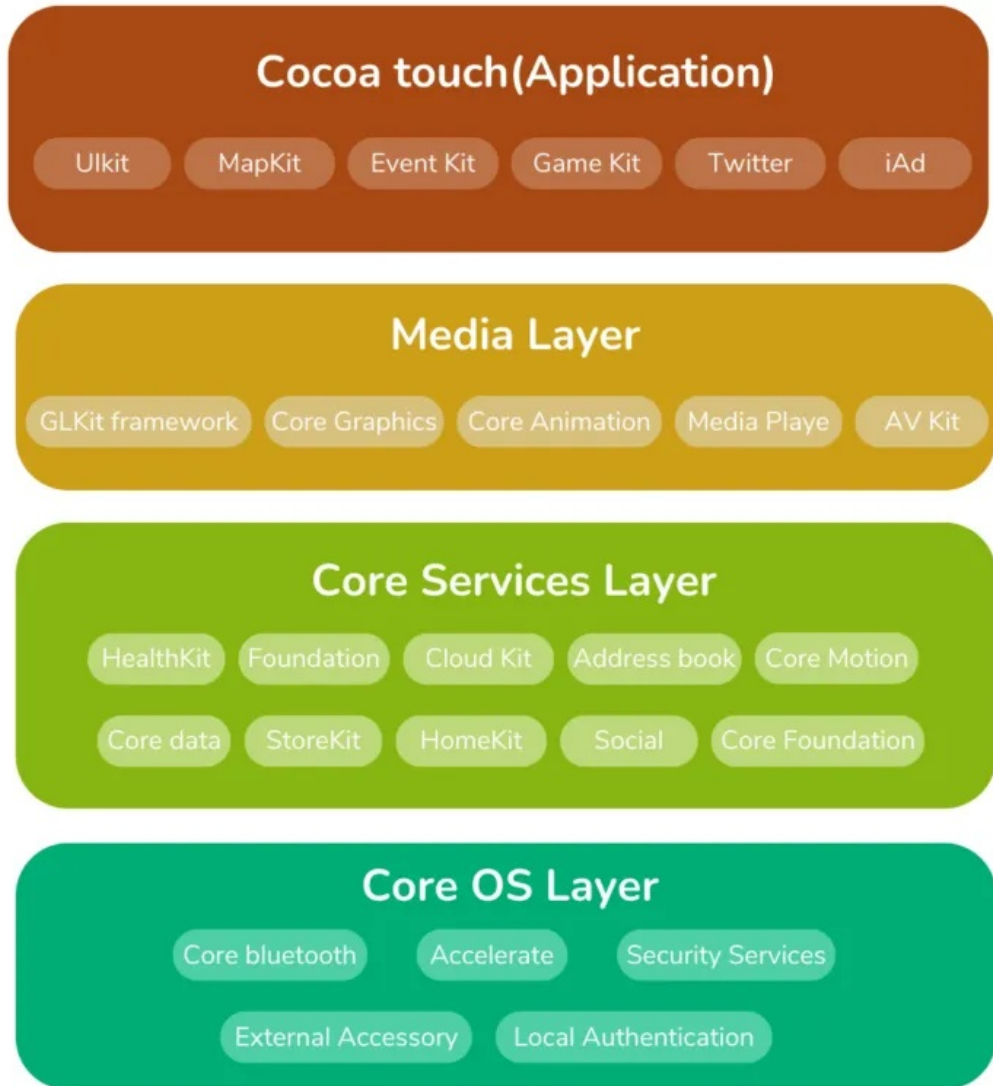 Cocoa touch(Application)
UIkit MapKit Event Kit Game Kit Twitter iAd
Media Layer
GLKit framework Core Graphics Core Animation Media Playe AV Kit
Core Services Layer
HealthKit Foundation Cloud Kit Address book Core Motion
Core data StoreKit HomeKit Social Core Foundation
Core OS Layer
Core bluetooth Accelerate Security Services
External Accessory Local Authentication